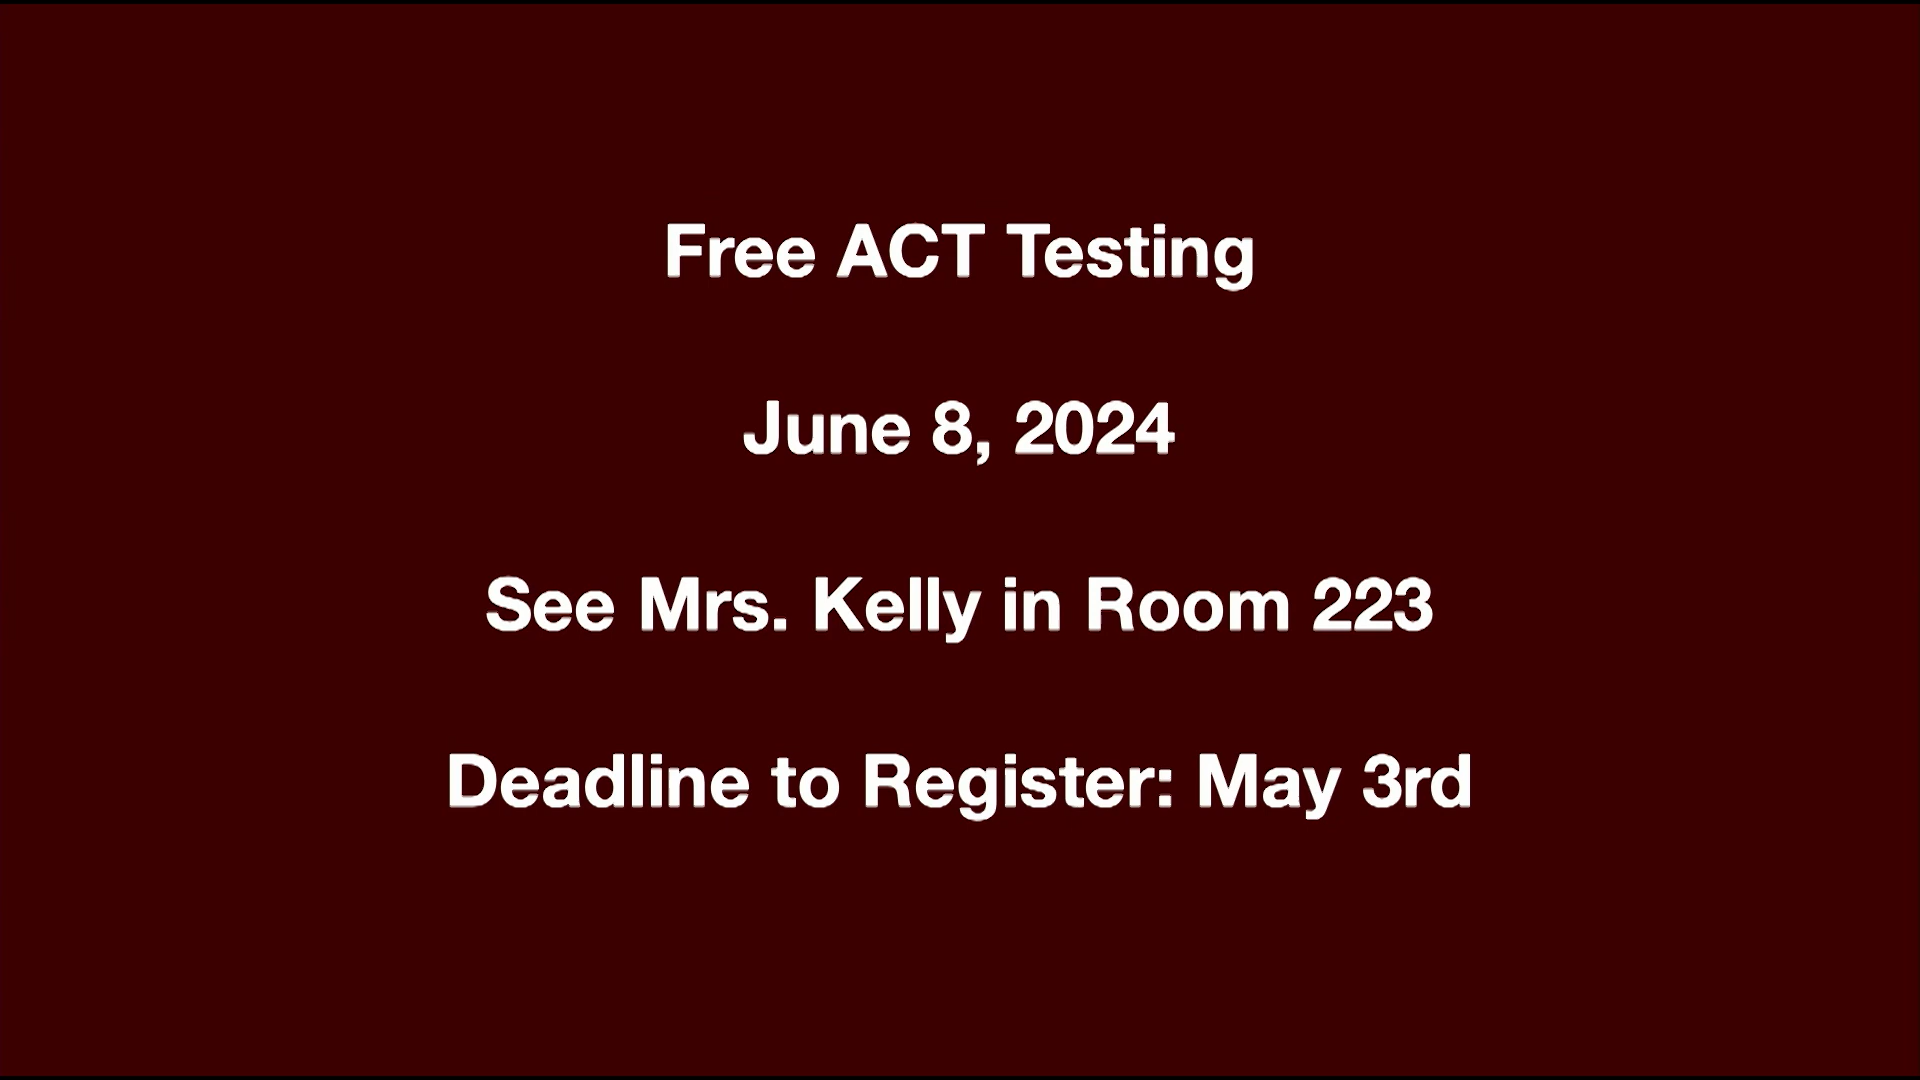 Free ACT Testing
June 8, 2024
See Mrs. Kelly in Room 223
Deadline to Register: May 3rd